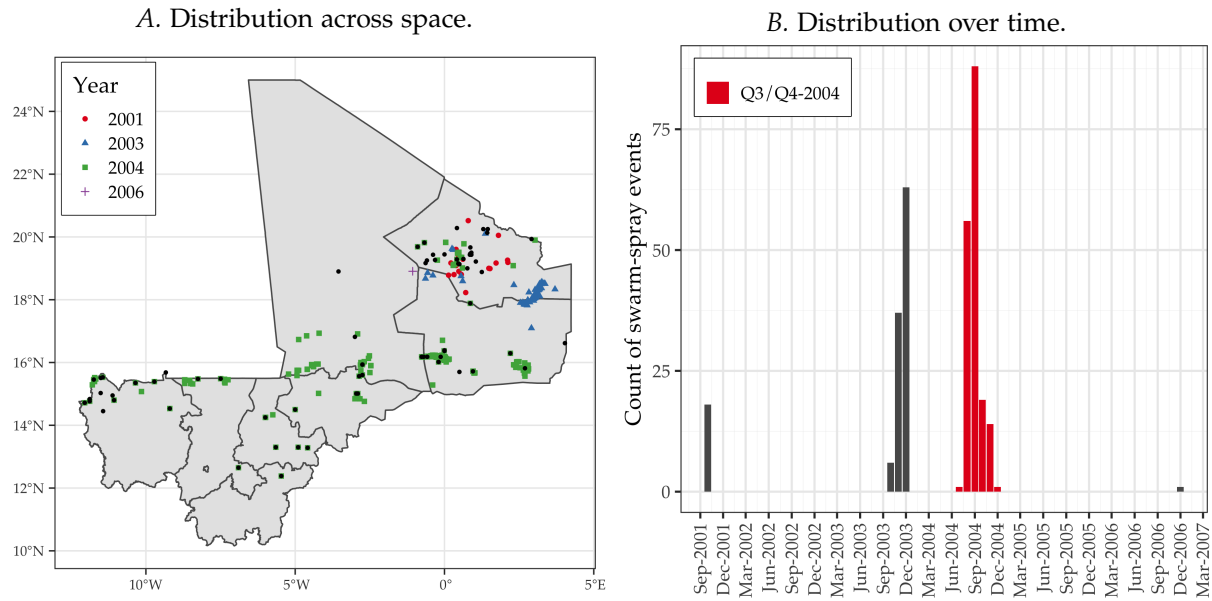 A. Distribution across space.
Year
2001
2003
2004
2006
24°N
22°N
20°N
18°N
16°N
14°N
12°N
10°N
10°W
5°W
0°
5°E
B. Distribution over time.
Q3/Q4-2004
Count of swarm-spray events
75
50
25
0
Sep-2001
Dec-2001
Mar-2002
Jun-2002
Sep-2002
Dec-2002
Mar-2003
Jun-2003
Sep-2003
Dec-2003
Mar-2004
Jun-2004
Sep-2004
Dec-2004
Mar-2005
Jun-2005
Sep-2005
Dec-2005
Mar-2006
Jun-2006
Sep-2006
Dec-2006
Mar-2007